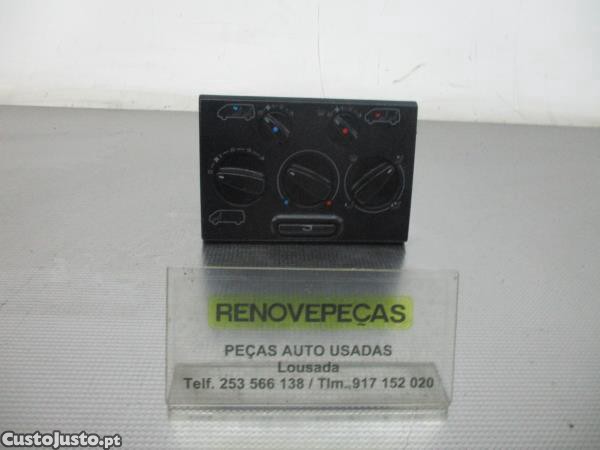 RENOVEPEÇAS
PEÇAS AUTO USADAS
Lousada
Telf. 253 566 138 / Tlm..917 152 020
CustoJusto.pt